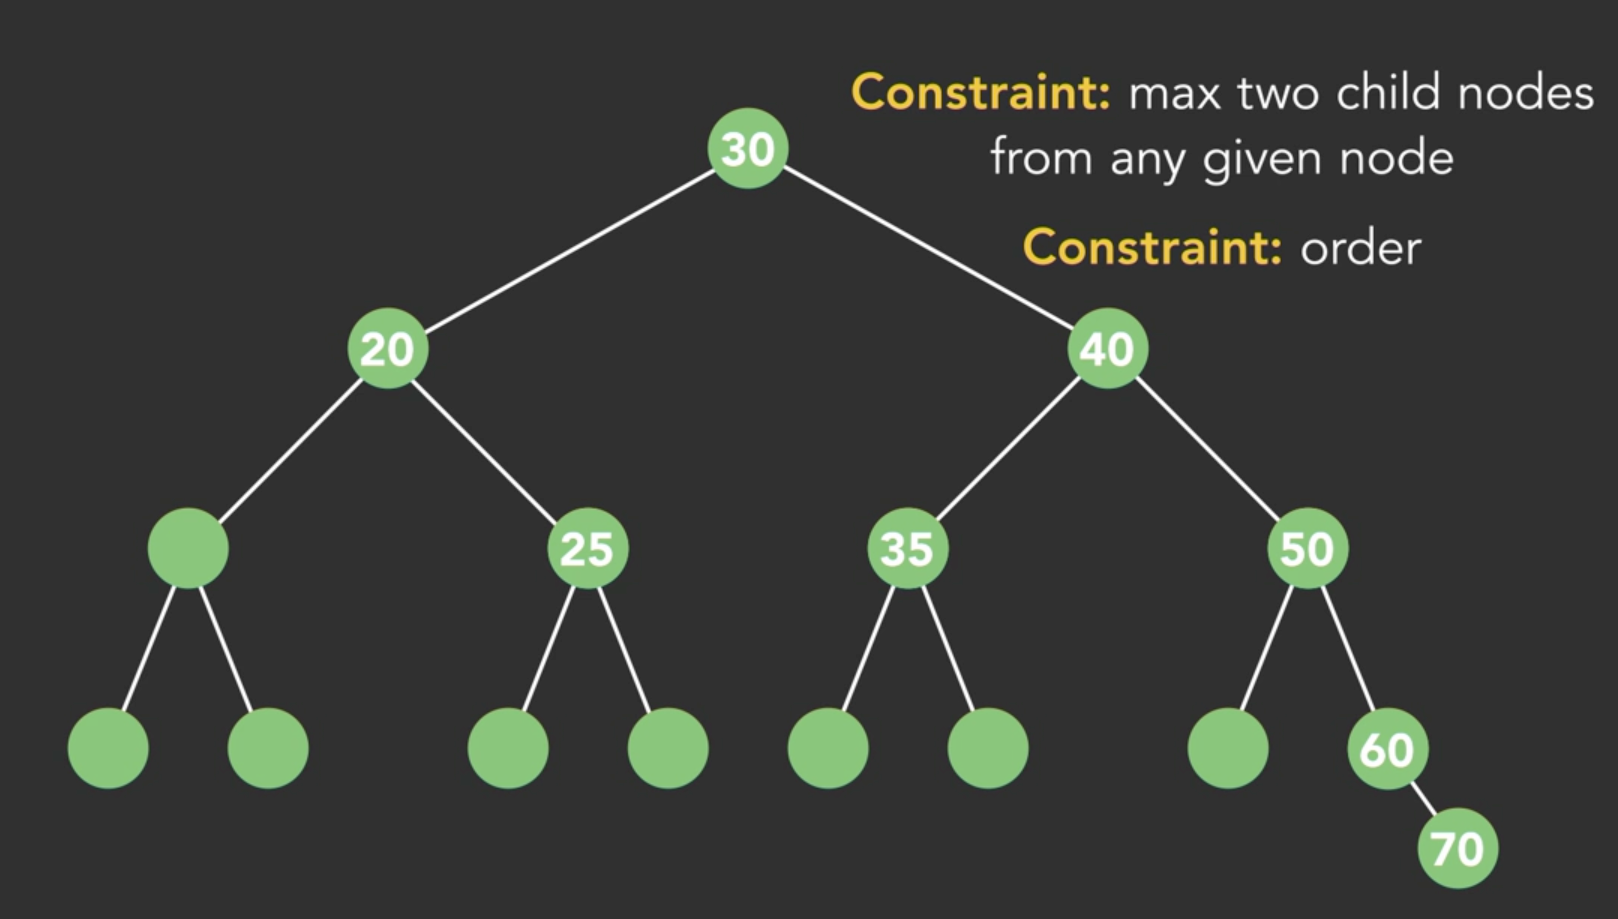 Constraint: max two child nodes
from any given node
Constraint: order
30
20
40
25
35
50
60
70